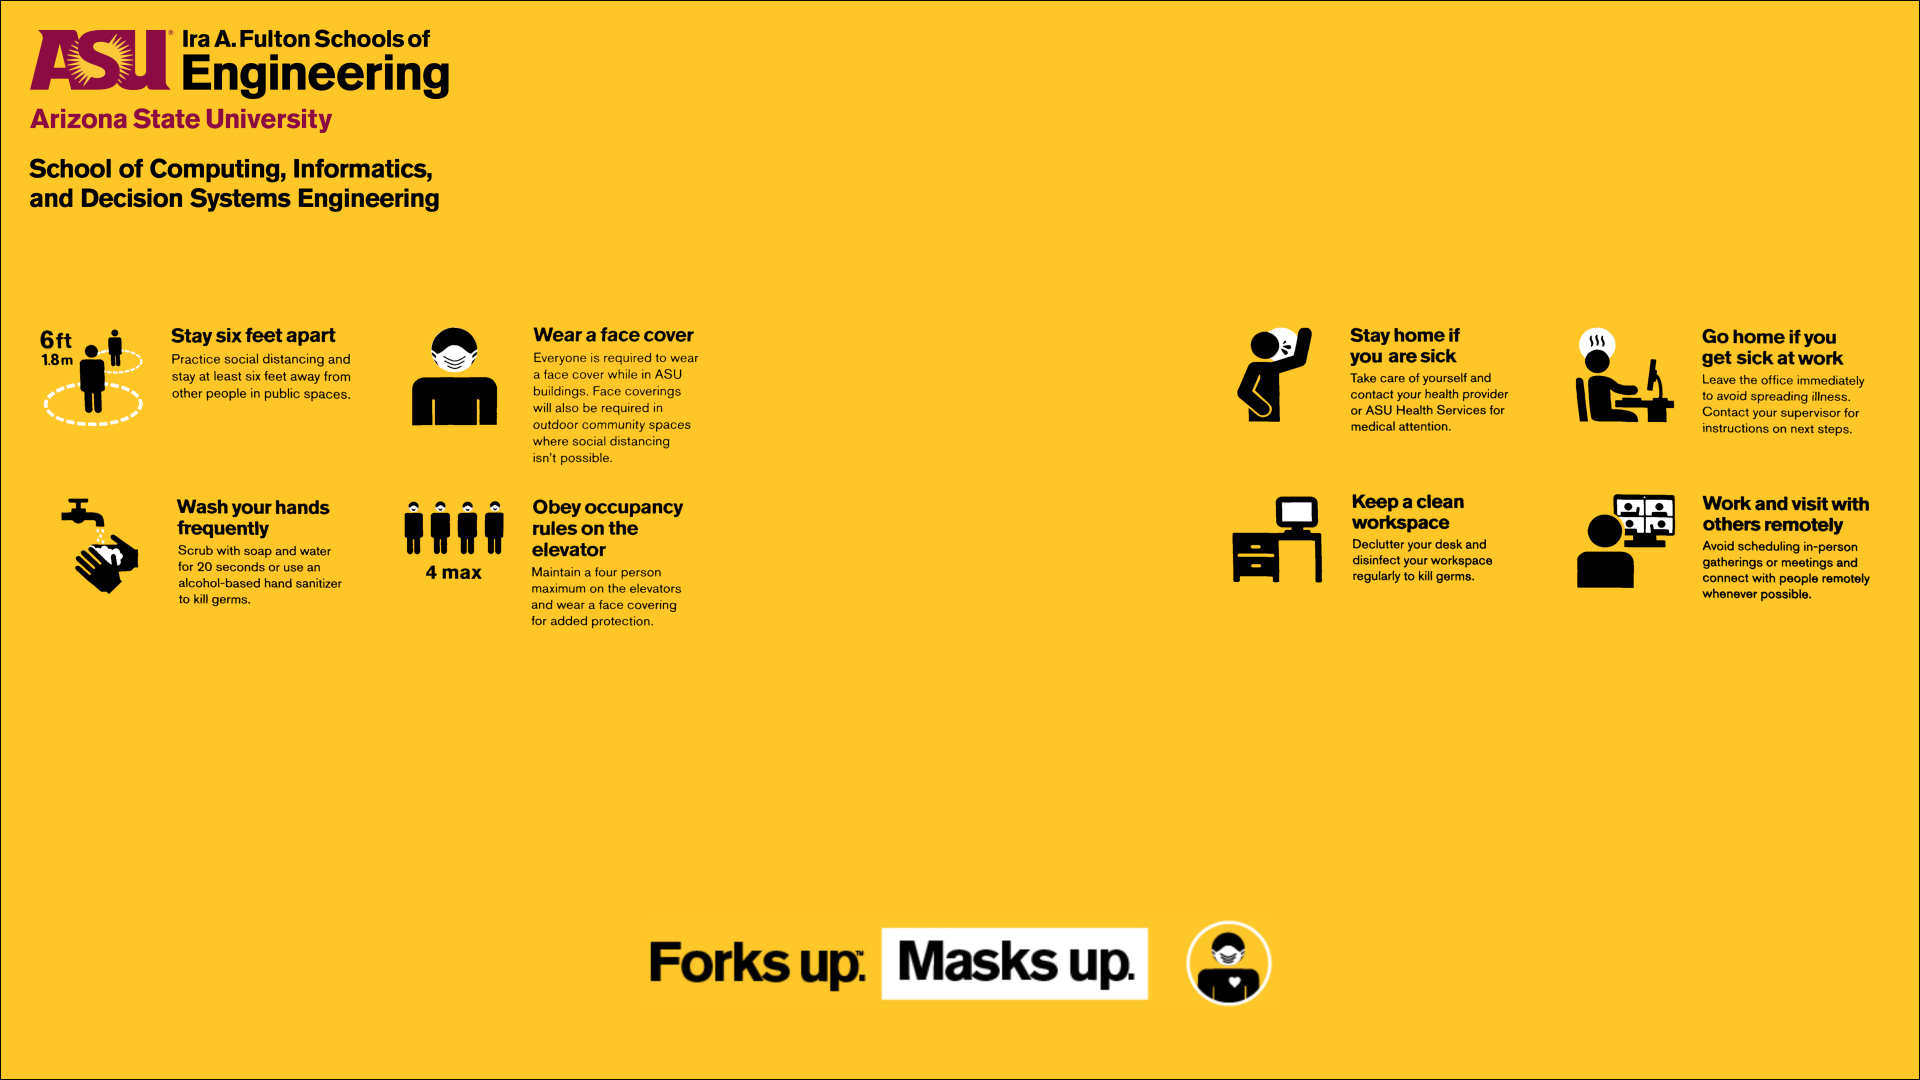 ASU® Ira A. Fulton Schools of
Engineering
Arizona State University
School of Computing, Informatics,
and Decision Systems Engineering
6ft
1.8m
Stay six feet apart
Practice social distancing and
stay at least six feet away from
other people in public spaces.
Wear a face cover
Everyone is required to wear
a face cover while in ASU
buildings. Face coverings
will also be required in
outdoor community spaces
where social distancing
isn't possible.
Stay home if
you are sick
Take care of yourself and
contact your health provider
or ASU Health Services for
medical attention.
Go home if you
get sick at work
Leave the office immediately
to avoid spreading illness.
Contact your supervisor for
instructions on next steps.
Wash your hands
frequently
Scrub with soap and water
for 20 seconds or use an
alcohol-based hand sanitizer
to kill germs.
4 max
Obey occupancy
rules on the
elevator
Maintain a four person
maximum on the elevators
and wear a face covering
for added protection.
Keep a clean
workspace
Declutter your desk and
disinfect your workspace
regularly to kill germs.
Work and visit with
others remotely
Avoid scheduling in-person
gatherings or meetings and
connect with people remotely
whenever possible.
Forks up.™ Masks up.